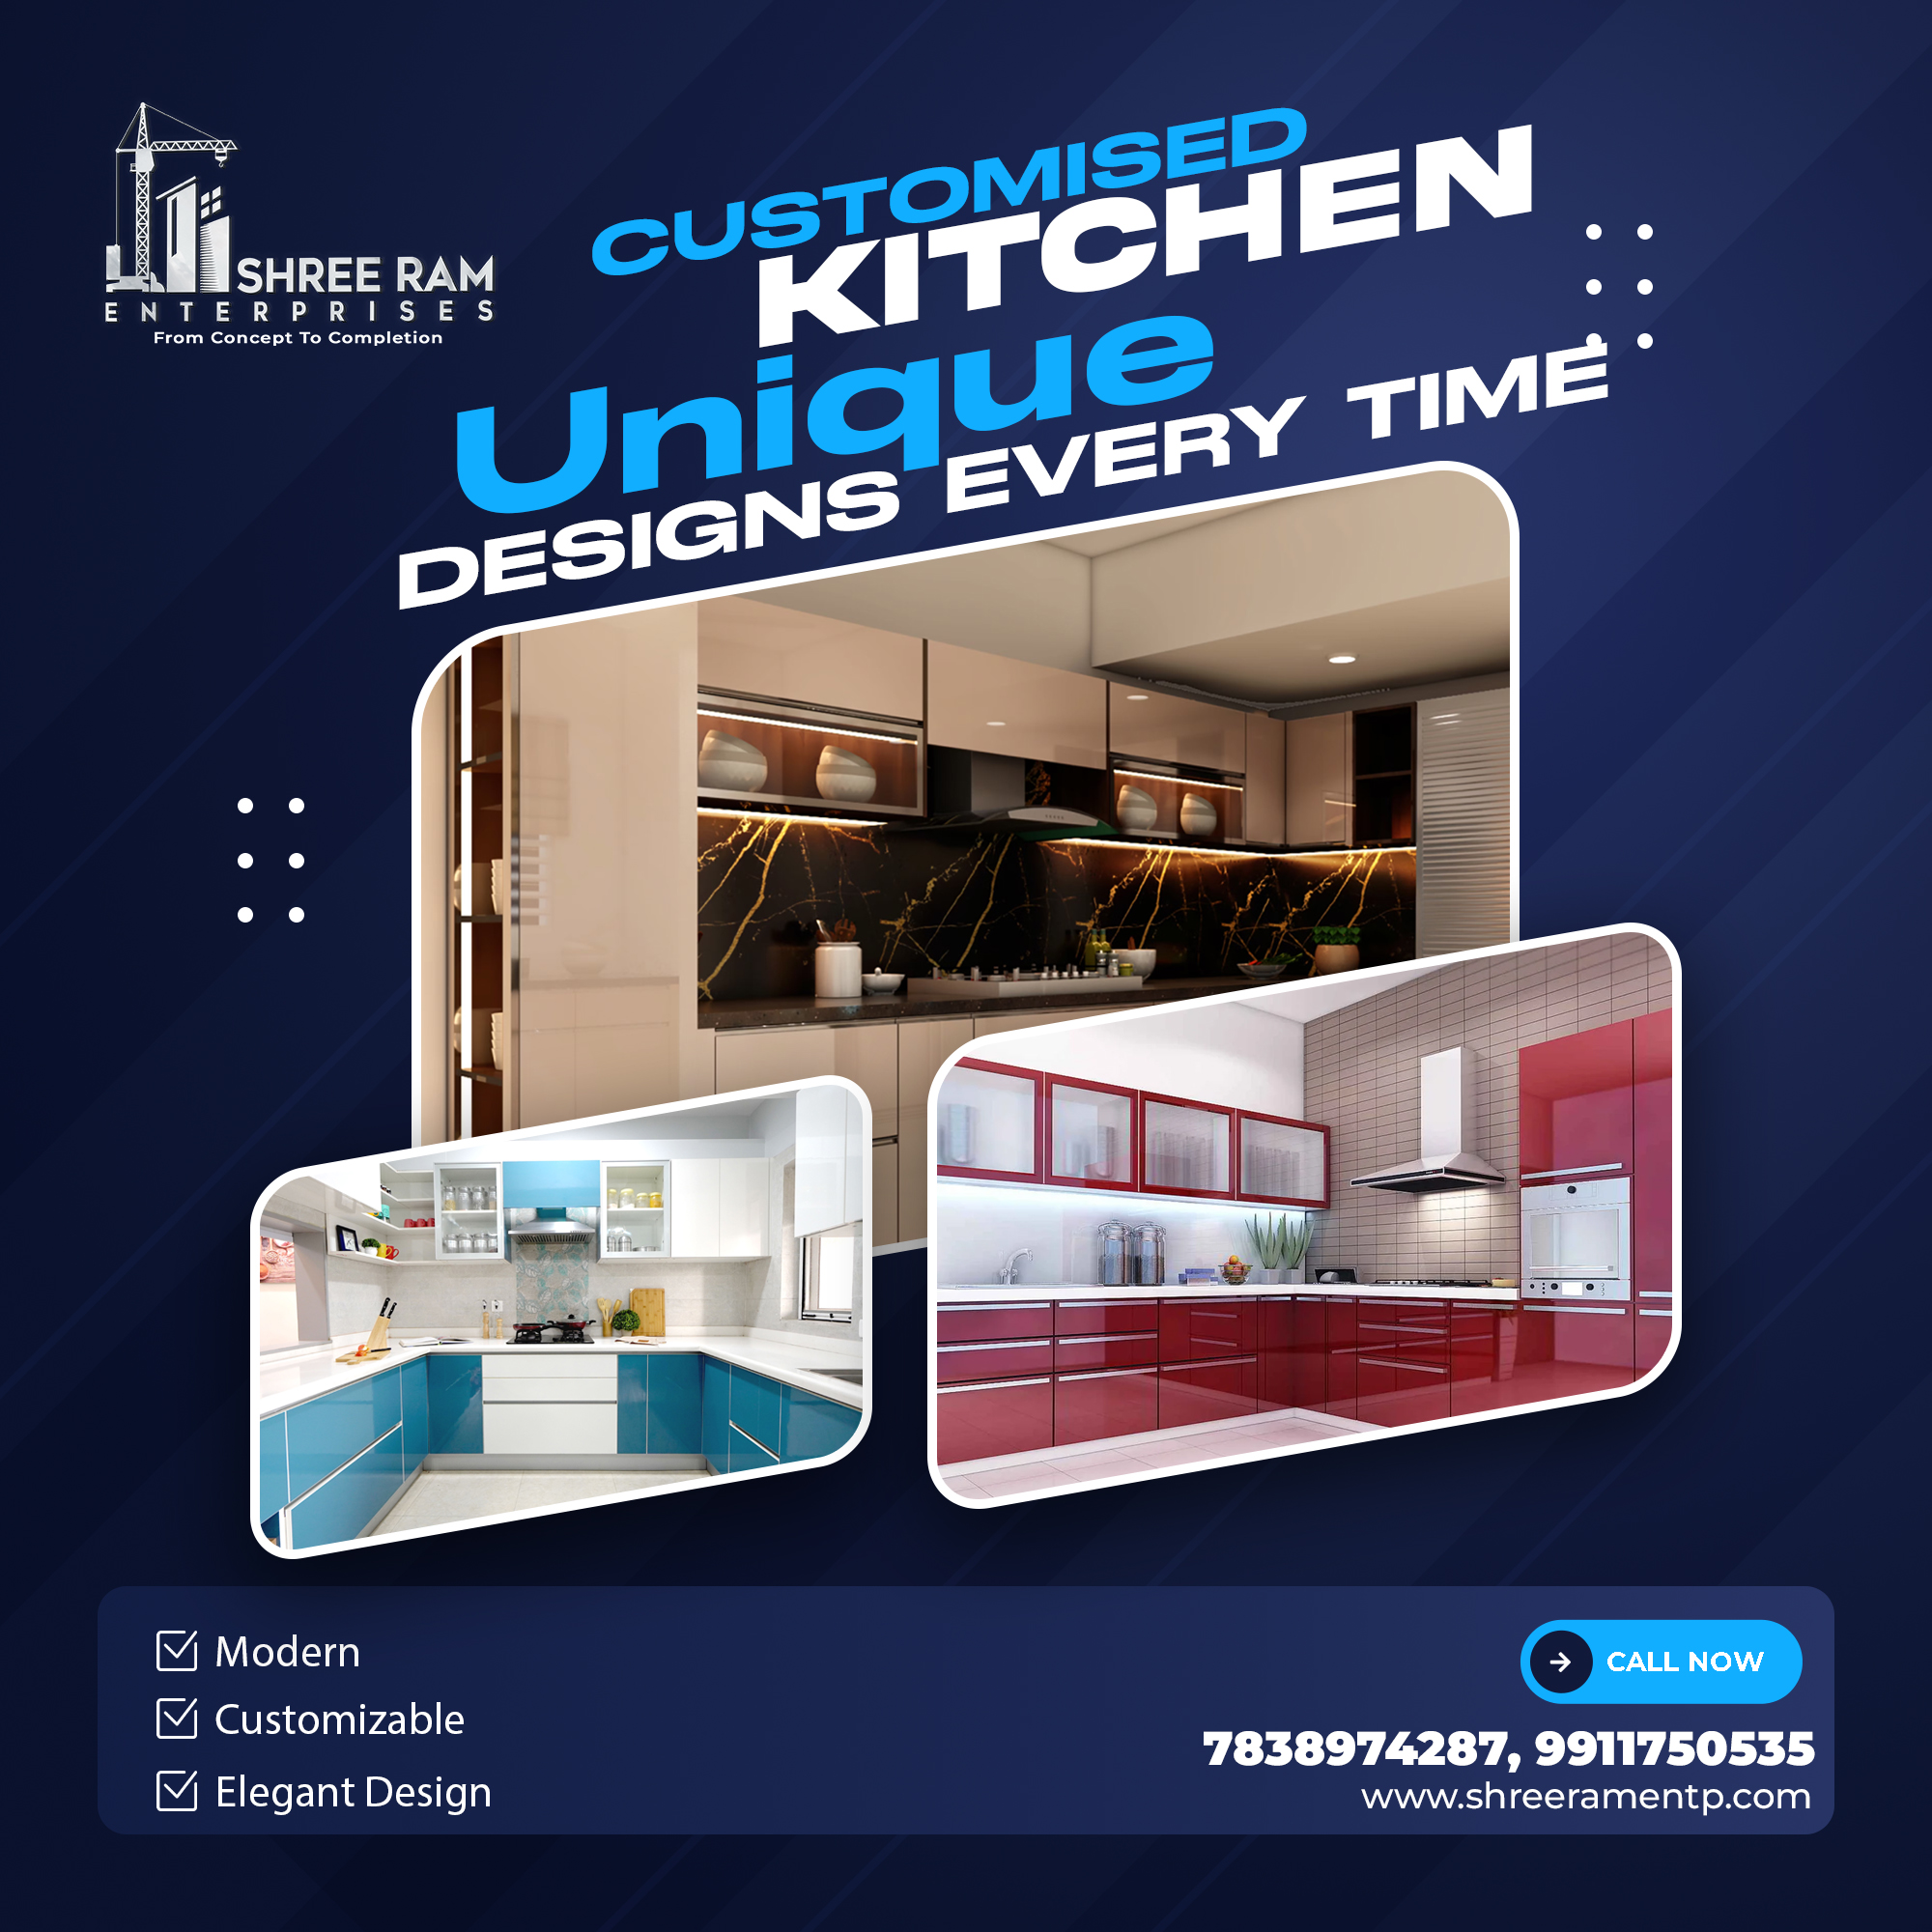 SHREE RAM
ENTERPRISES
From Concept To Completion
CUSTOMISED
KITCHEN
Unique
DESIGNS EVERY TIME
Modern
Customizable
Elegant Design
CALL NOW
7838974287, 9911750535
www.shreeramentp.com